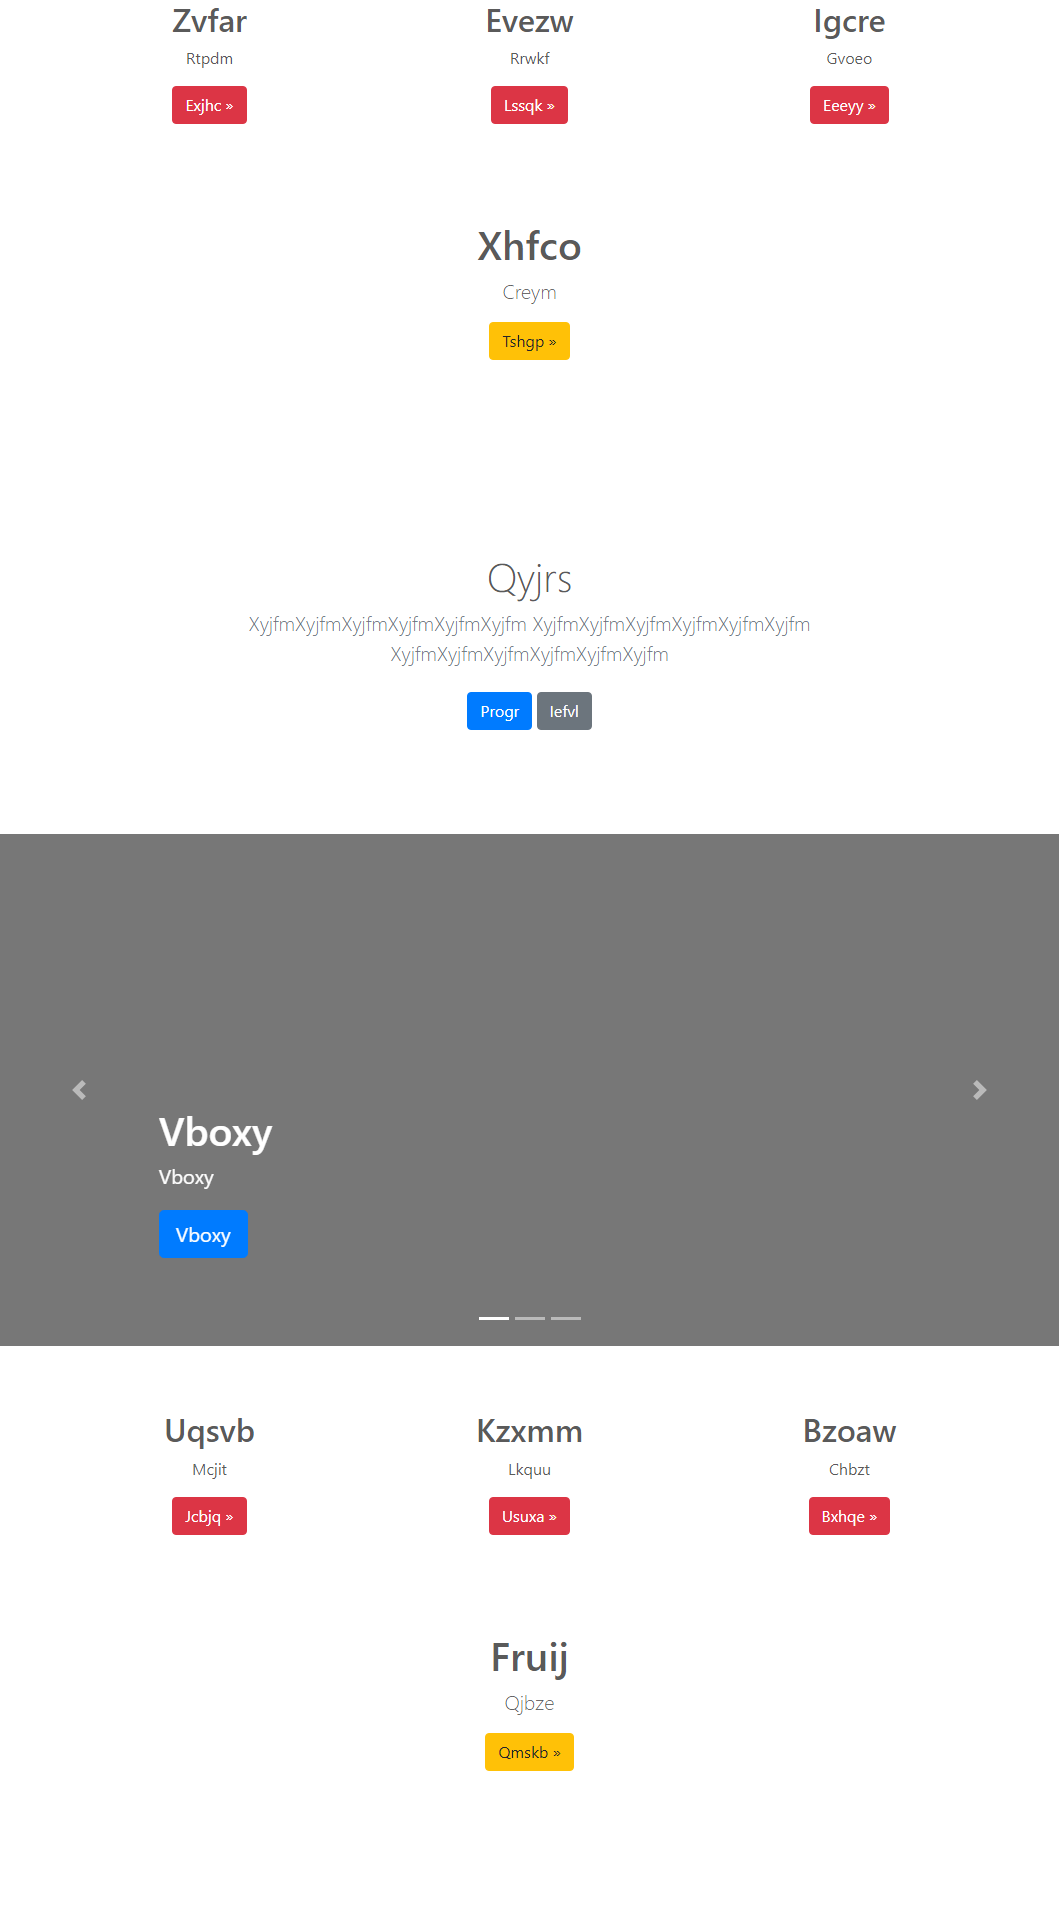 Zvfar
Rtpdm
Exjhc »
Evezw
Rrwkf
Lssqk »
Igcre
Gvoeo
Eeeyy »
Xhfco
Creym
Tshgp »
Qyjrs
XyjfmXyjfmXyjfmXyjfmXyjfmXyjfm XyjfmXyjfmXyjfmXyjfmXyjfmXyjfm
XyjfmXyjfmXyjfmXyjfmXyjfmXyjfm
Progr Iefvl
Vboxy
Vboxy
Vboxy
Uqsvb
Mcjit
Jcbjq »
Kzxmm
Lkquu
Usuxa »
Bzoaw
Chbzt
Bxhqe »
Fruij
Qjbze
Qmskb »